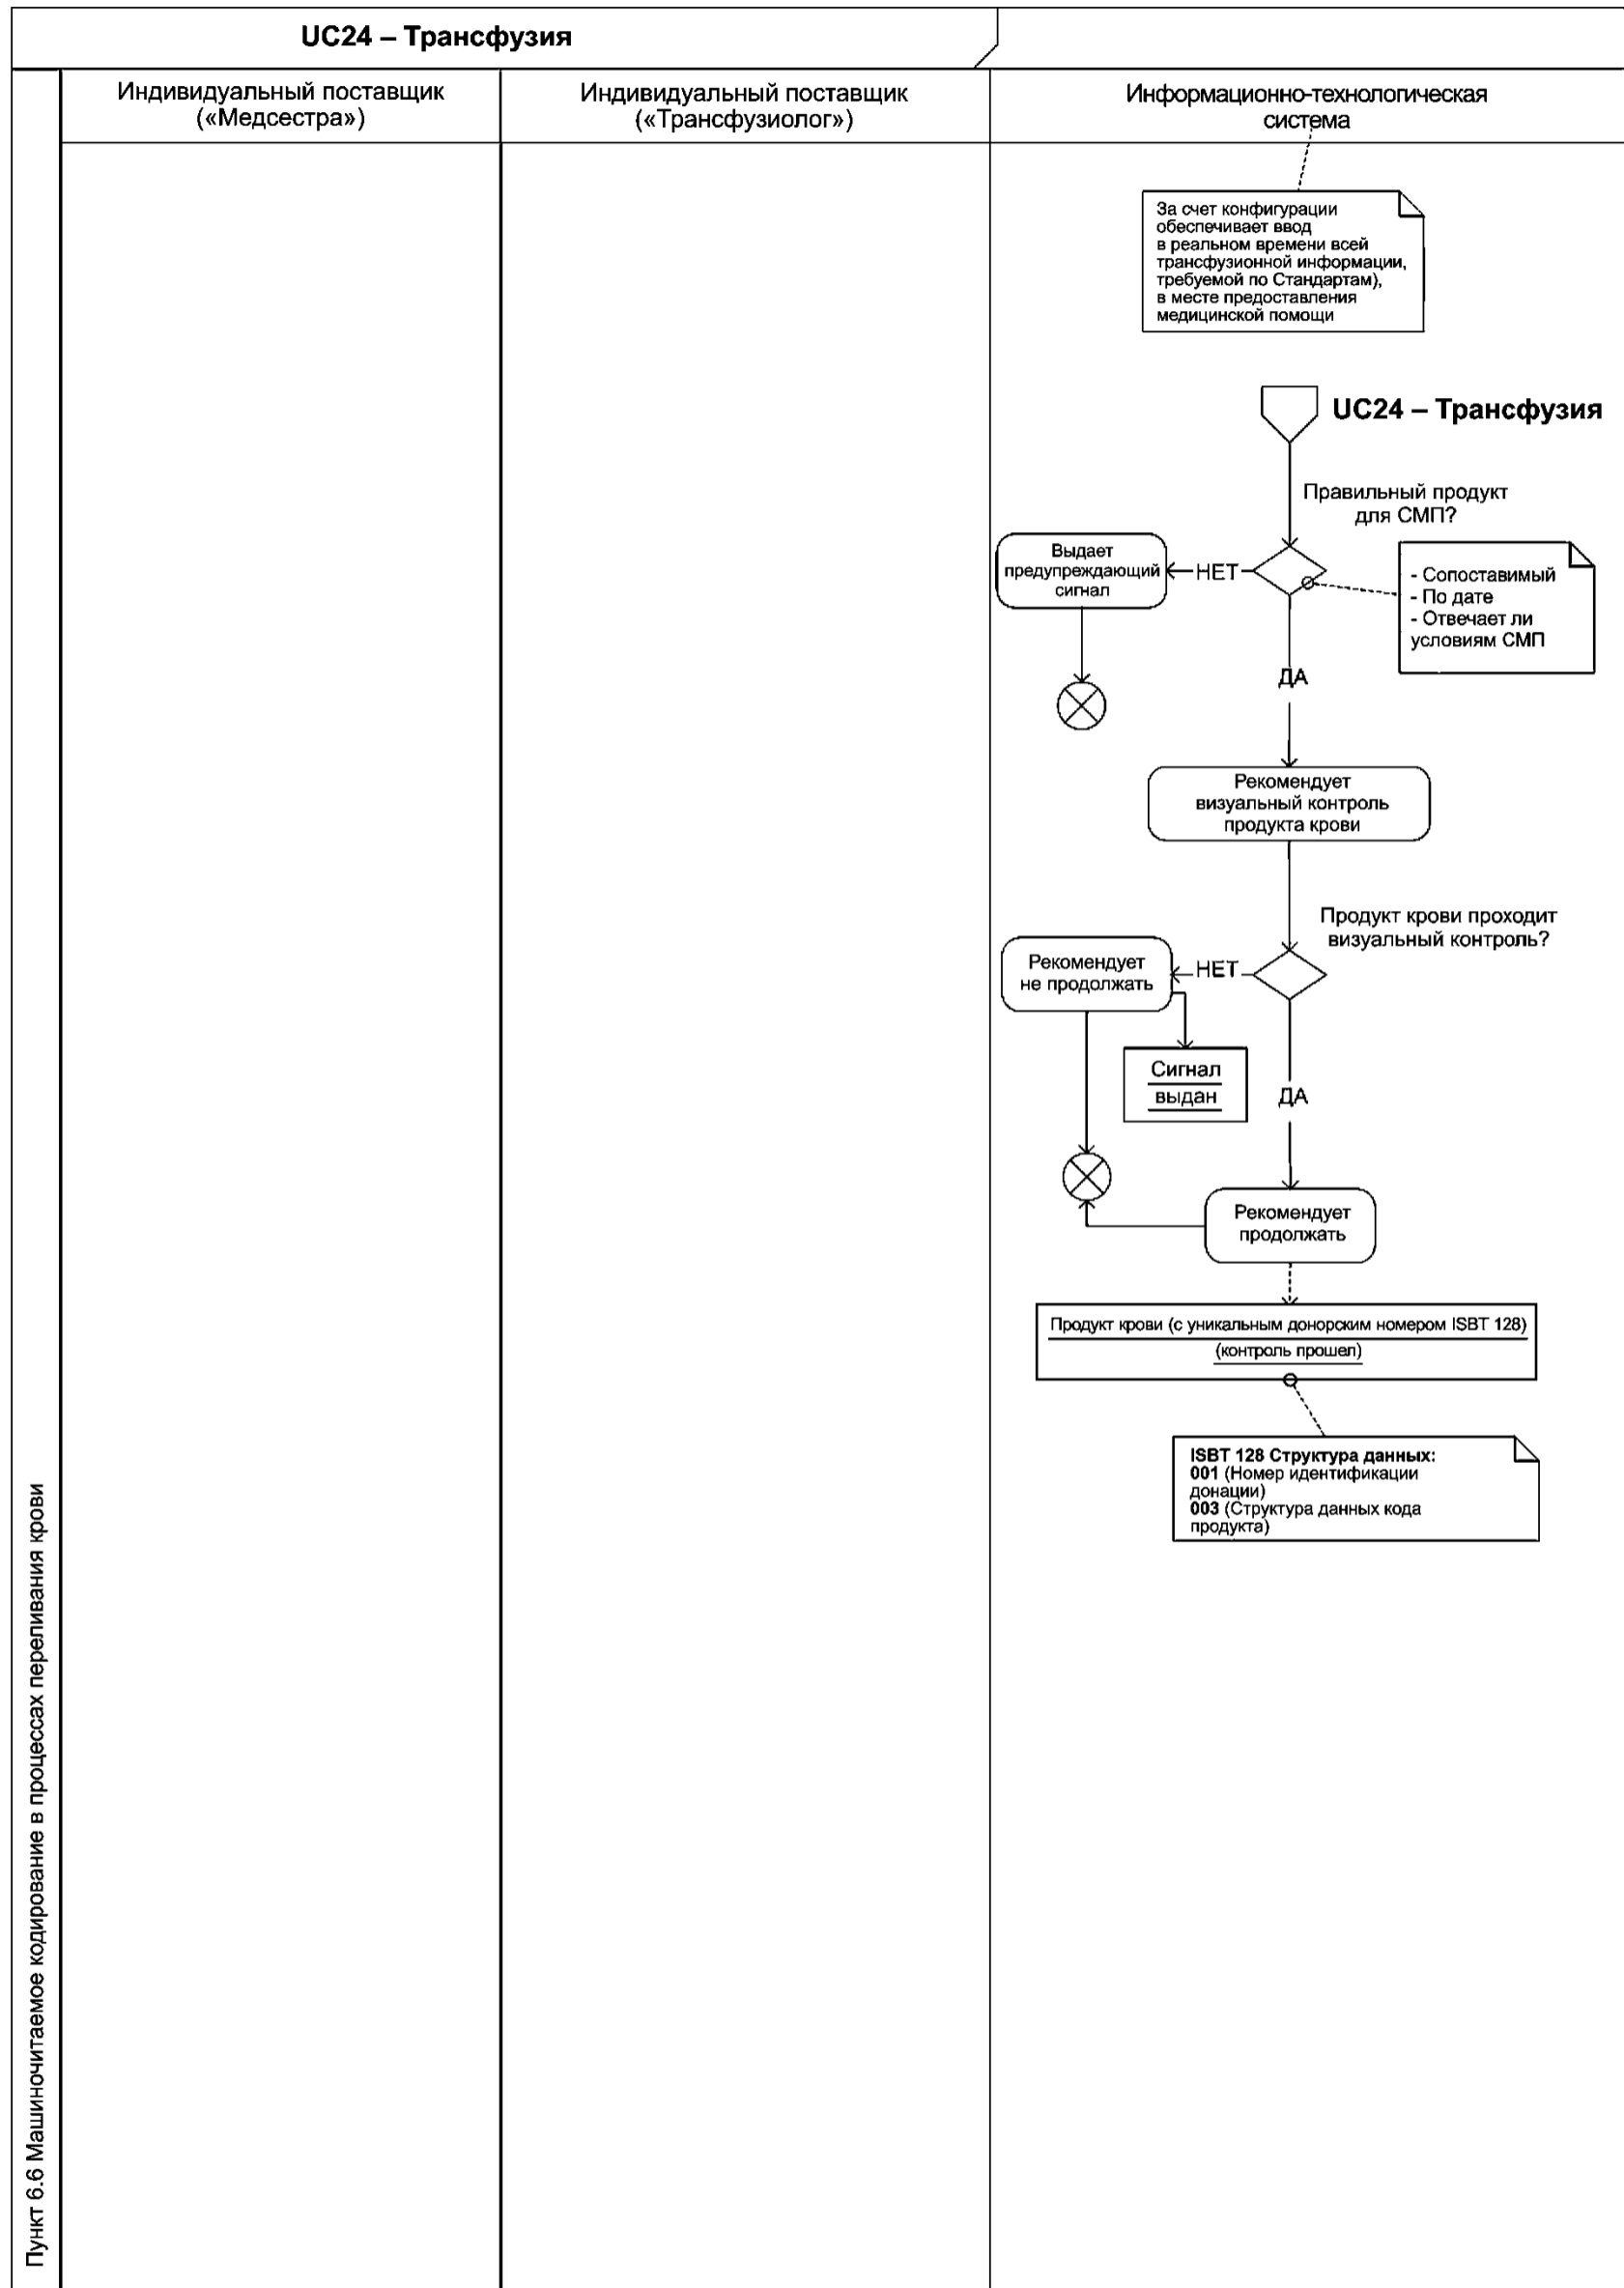 UC24 – Трансфузия
Индивидуальный поставщик
(«Медсестра»)
Индивидуальный поставщик
(«Трансфузиолог»)
Информационно-технологическая
система
За счет конфигурации
обеспечивает ввод
в реальном времени всей
трансфузионной информации,
требуемой по Стандартам),
в месте предоставления
медицинской помощи
UC24 – Трансфузия
Правильный продукт
для СМП?
Выдает
предупреждающий
сигнал
НЕТ
- Сопоставимый
- По дате
- Отвечает ли
условиям СМП
ДА
Рекомендует
визуальный контроль
продукта крови
Продукт крови проходит
визуальный контроль?
Рекомендует
не продолжать
НЕТ
Сигнал
выдан
ДА
Рекомендует
продолжать
Продукт крови (с уникальным донорским номером ISBT 128)
(контроль прошел)
ISBT 128 Структура данных:
001 (Номер идентификации
донации)
003 (Структура данных кода
продукта)
Пункт 6.6 Машиночитаемое кодирование в процессах переливания крови